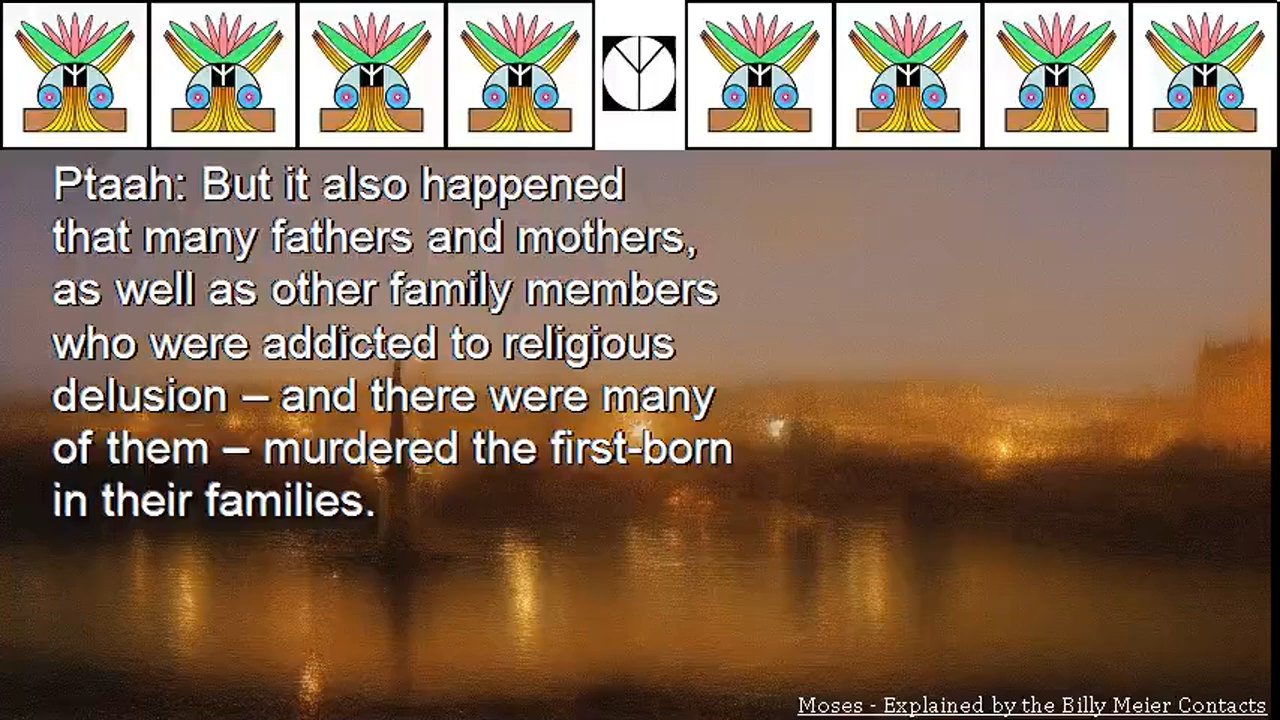 Ptaah: But it also happened
that many fathers and mothers,
as well as other family members
who were addicted to religious
delusion – and there were many
of them – murdered the first-born
in their families.
Moses - Explained by the Billy Meier Contacts